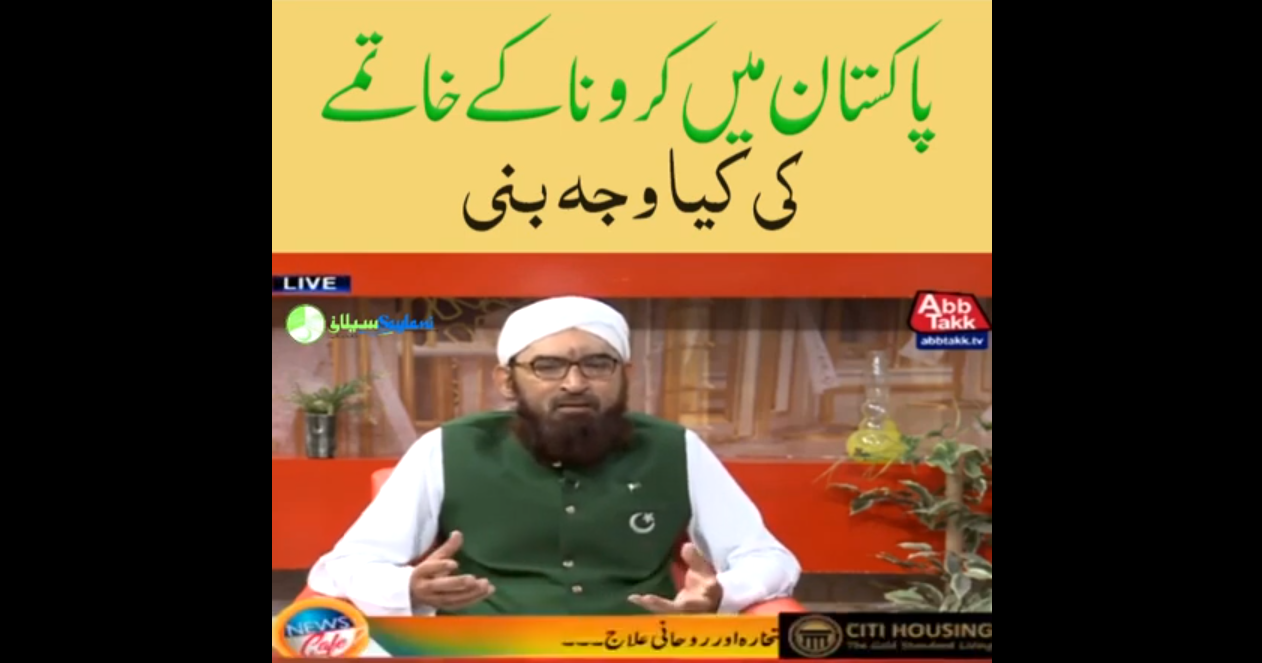 پاکستان میں کرونا کے خاتمے
کی کیا وجہ بنی
LIVE
سیلانی Saylani
Abb
Takk
abbtakk.tv
NEWS
Cafe
تخارہ اور روحانی علاج---
CITI HOUSING
The Gold Standard Living